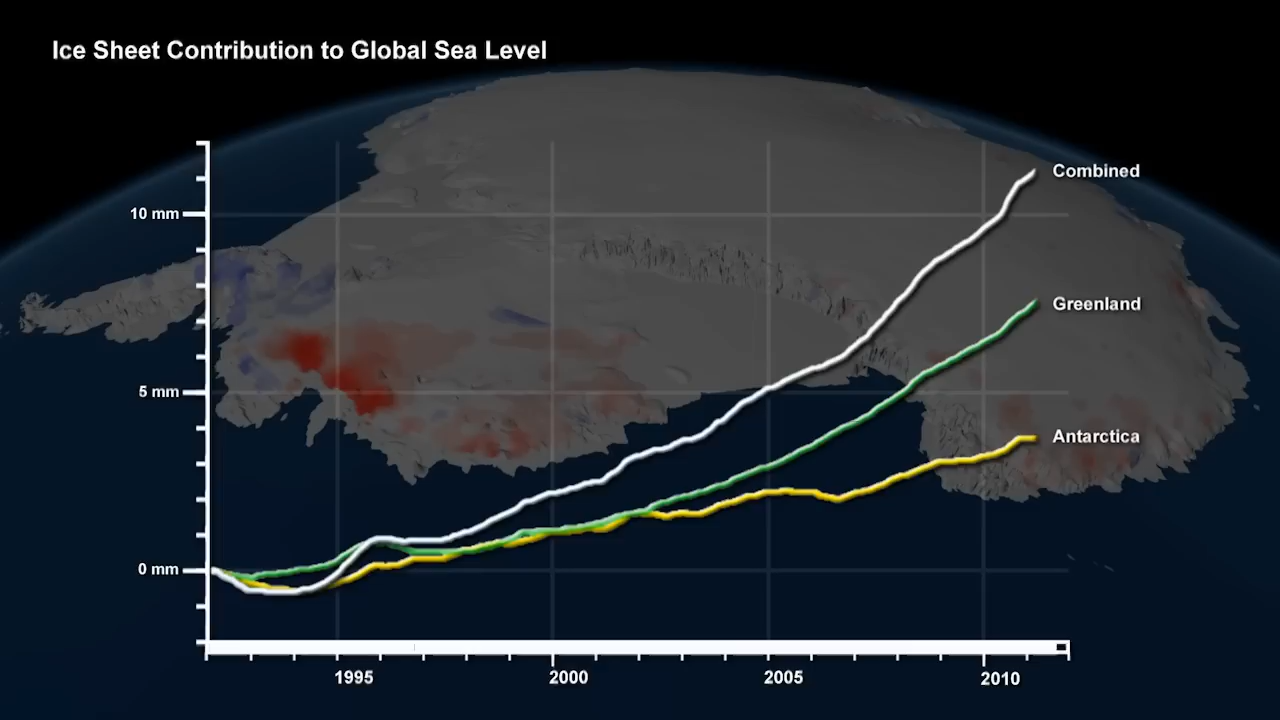 Ice Sheet Contribution to Global Sea Level
Combined
10 mm
Greenland
5 mm
Antarctica
0 mm
1995 2000 2005 2010